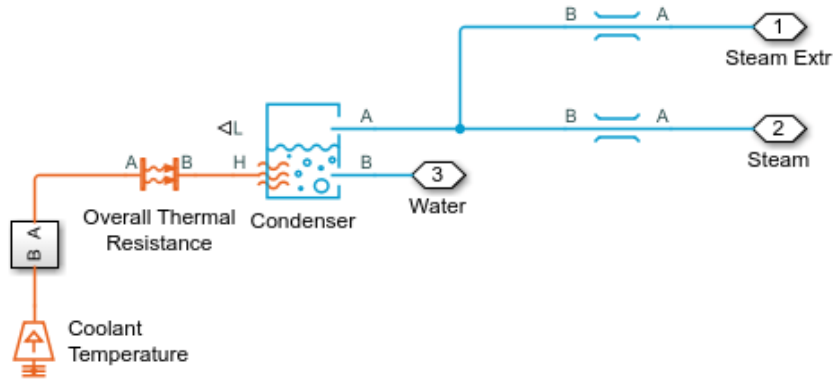 B A
1
Steam Extr
◁L
A
B A
2
Steam
A B
H
B
3
Water
Overall Thermal
Resistance
Condenser
A
B
Coolant
Temperature